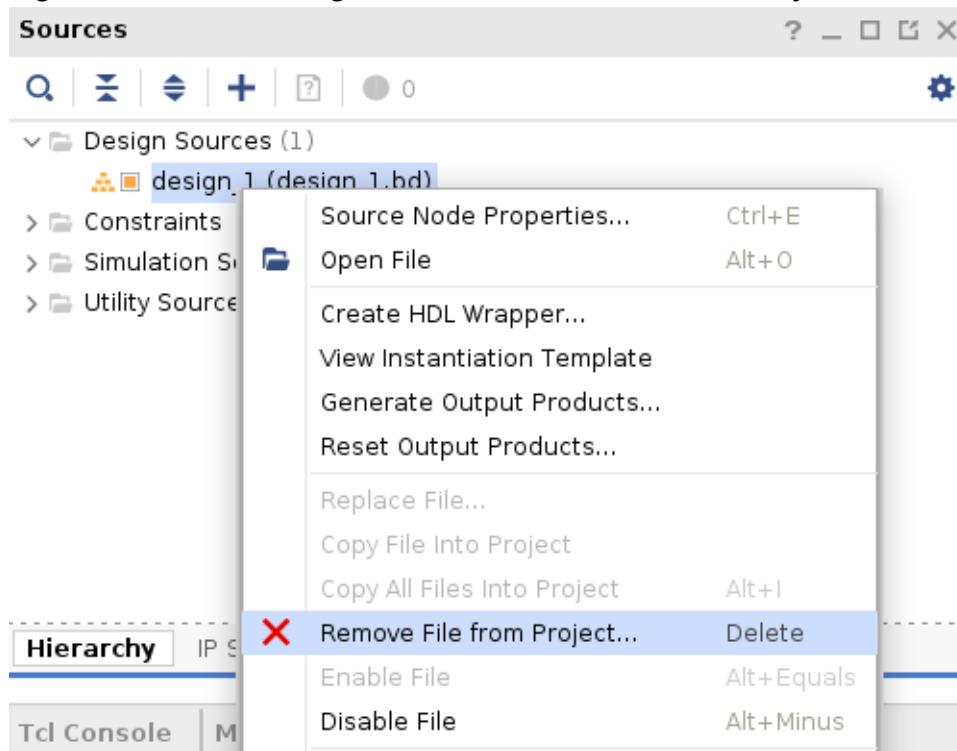 Sources
0
Design Sources (1)
design_1 (design_1.bd)
Source Node Properties... Ctrl+E
Constraints
Open File Alt+O
Simulation
Utility Source
Create HDL Wrapper...
View Instantiation Template
Generate Output Products...
Reset Output Products...
Replace File...
Copy File Into Project
Copy All Files Into Project Alt+I
Remove File from Project... Delete
Hierarchy IP
Enable File Alt+Equals
Disable File Alt+Minus
Tcl Console M